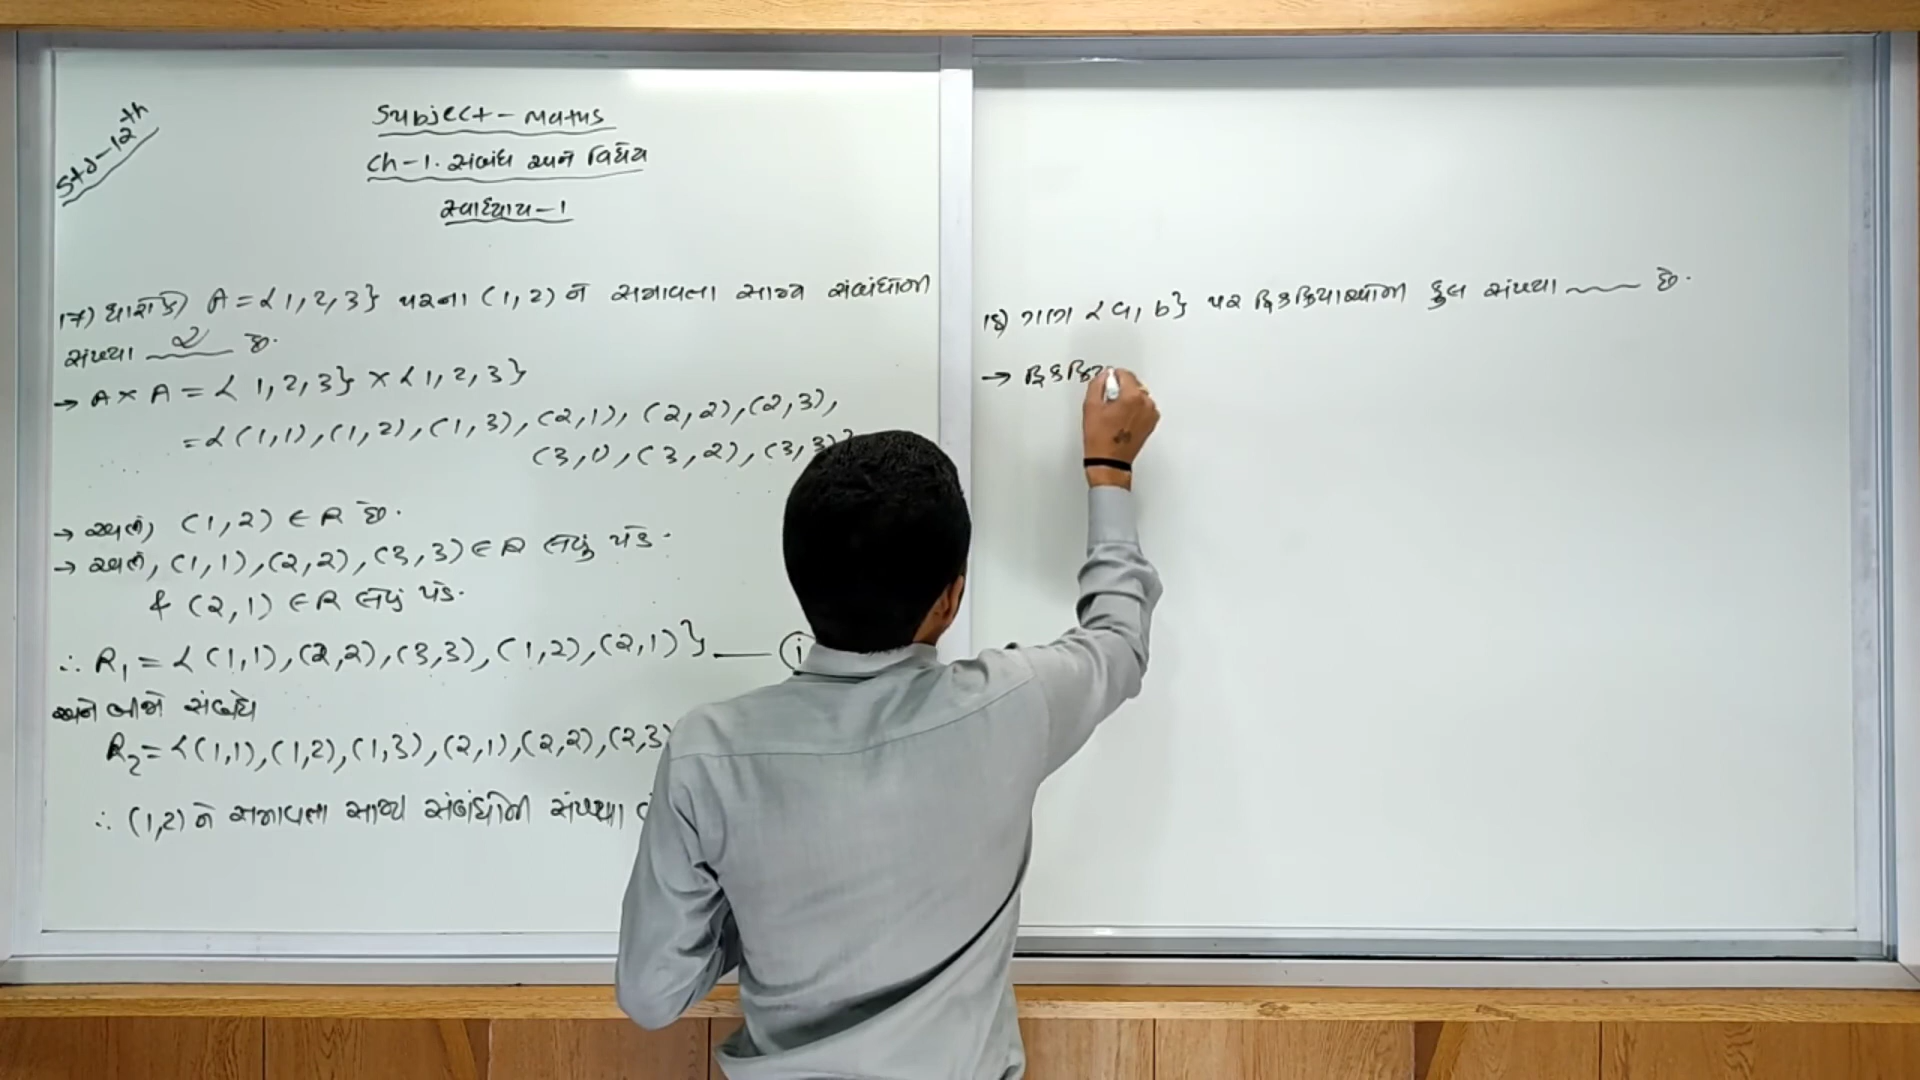 Std-12th
Subject - Maths
Ch-1. સંબંધ અને વિધેય
સ્વાધ્યાય-1
17) ધારોકે A = {1,2,3} પરના (1,2) ને સમાવતા સામ્ય સંબંધોની
સંખ્યા 2 છે.
→ A × A = {1,2,3} × {1,2,3}
= {(1,1),(1,2),(1,3),(2,1),(2,2),(2,3),
(3,1),(3,2),(3,3)}
→ અહીં, (1,2) ∈ R છે.
→ અહીં, (1,1),(2,2),(3,3) ∈ R લેવું પડે.
& (2,1) ∈ R લેવું પડે.
∴ R₁ = {(1,1),(2,2),(3,3),(1,2),(2,1)} — (i
અને બીજો સંબંધ
R₂ = {(1,1),(1,2),(1,3),(2,1),(2,2),(2,3)
∴ (1,2) ને સમાવતા સામ્ય સંબંધોની સંખ્યા
18) ગણ {a, b} પર દ્વિક્રિયાઓની કુલ સંખ્યા ___ છે.
→